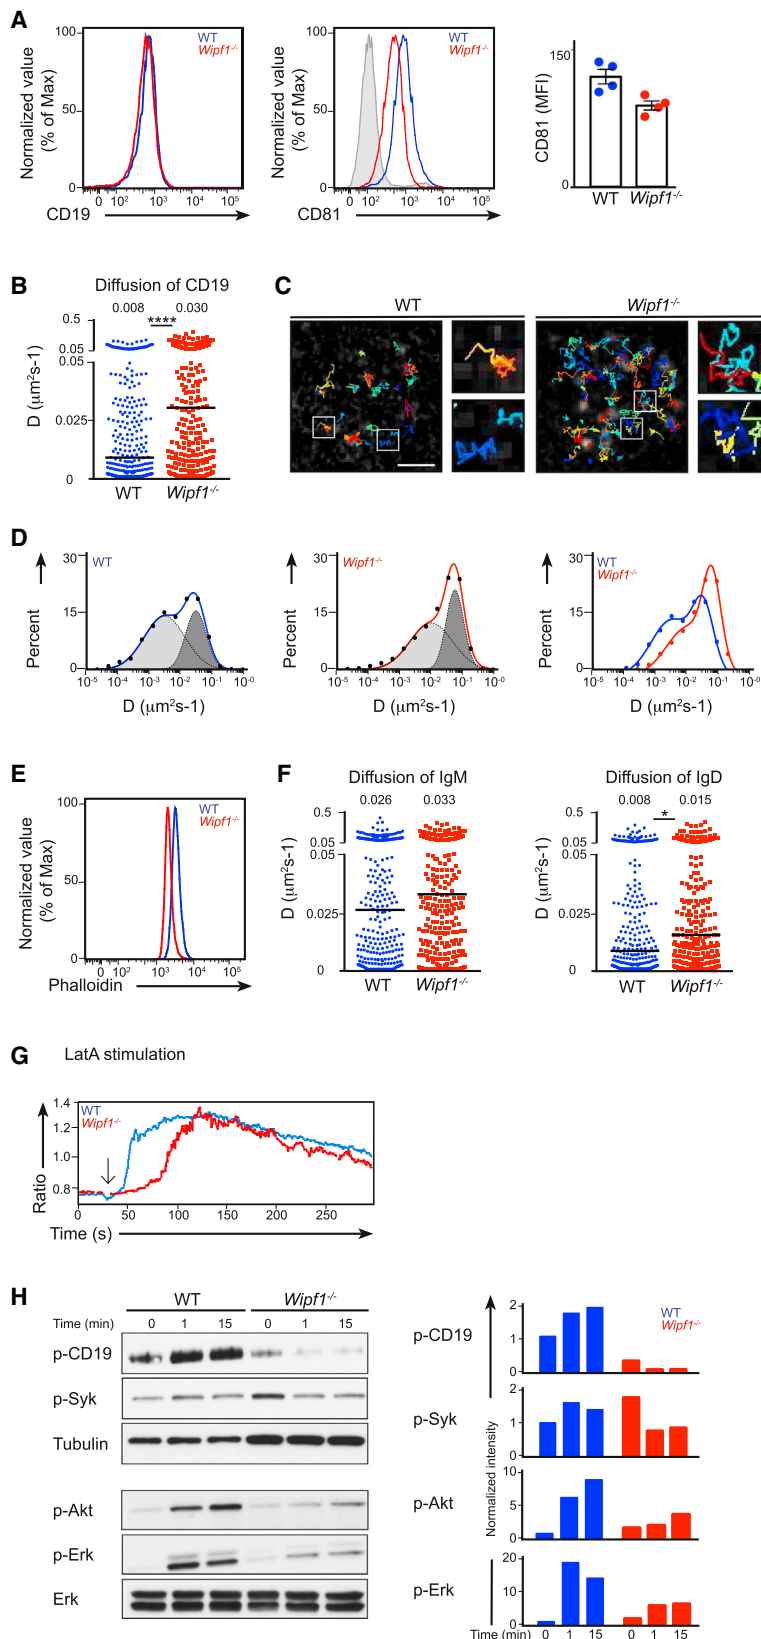 A
100
50
0
Normalized value
(% of Max)
WT
Wipf1-/-
0 10² 10³ 10⁴ 10⁵
CD19
100
50
0
Normalized value
(% of Max)
WT
Wipf1-/-
0 10² 10³ 10⁴ 10⁵
CD81
150
0
CD81 (MFI)
WT Wipf1-/-
B
Diffusion of CD19
0.008 0.030
****
0.5
0.05
0.05
0.025
0
D (μm²s-1)
WT Wipf1-/-
C
WT Wipf1-/-
D
30
15
0
Percent
WT
10⁻⁵ 10⁻⁴ 10⁻³ 10⁻² 10⁻¹ 10⁻⁰
D (μm²s-1)
30
15
0
Percent
Wipf1-/-
10⁻⁵ 10⁻⁴ 10⁻³ 10⁻² 10⁻¹ 10⁻⁰
D (μm²s-1)
30
15
0
Percent
WT
Wipf1-/-
10⁻⁵ 10⁻⁴ 10⁻³ 10⁻² 10⁻¹ 10⁻⁰
D (μm²s-1)
E
100
50
0
Normalized value
(% of Max)
WT
Wipf1-/-
0 10² 10³ 10⁴ 10⁵
Phalloidin
F
Diffusion of IgM
0.026 0.033
0.5
0.05
0.05
0.025
0
D (μm²s-1)
WT Wipf1-/-
Diffusion of IgD
0.008 0.015
*
0.5
0.05
0.05
0.025
0
D (μm²s-1)
WT Wipf1-/-
G
LatA stimulation
1.4
1.2
1.0
0.8
Ratio
WT
Wipf1-/-
0 50 100 150 200 250
Time (s)
H
WT Wipf1-/-
Time (min) 0 1 15 0 1 15
p-CD19
p-Syk
Tubulin
p-Akt
p-Erk
Erk
WT
Wipf1-/-
p-CD19
2
1
0
p-Syk
2
1
0
Normalized intensity
p-Akt
10
5
0
p-Erk
20
10
0
Time (min) 0 1 15 0 1 15